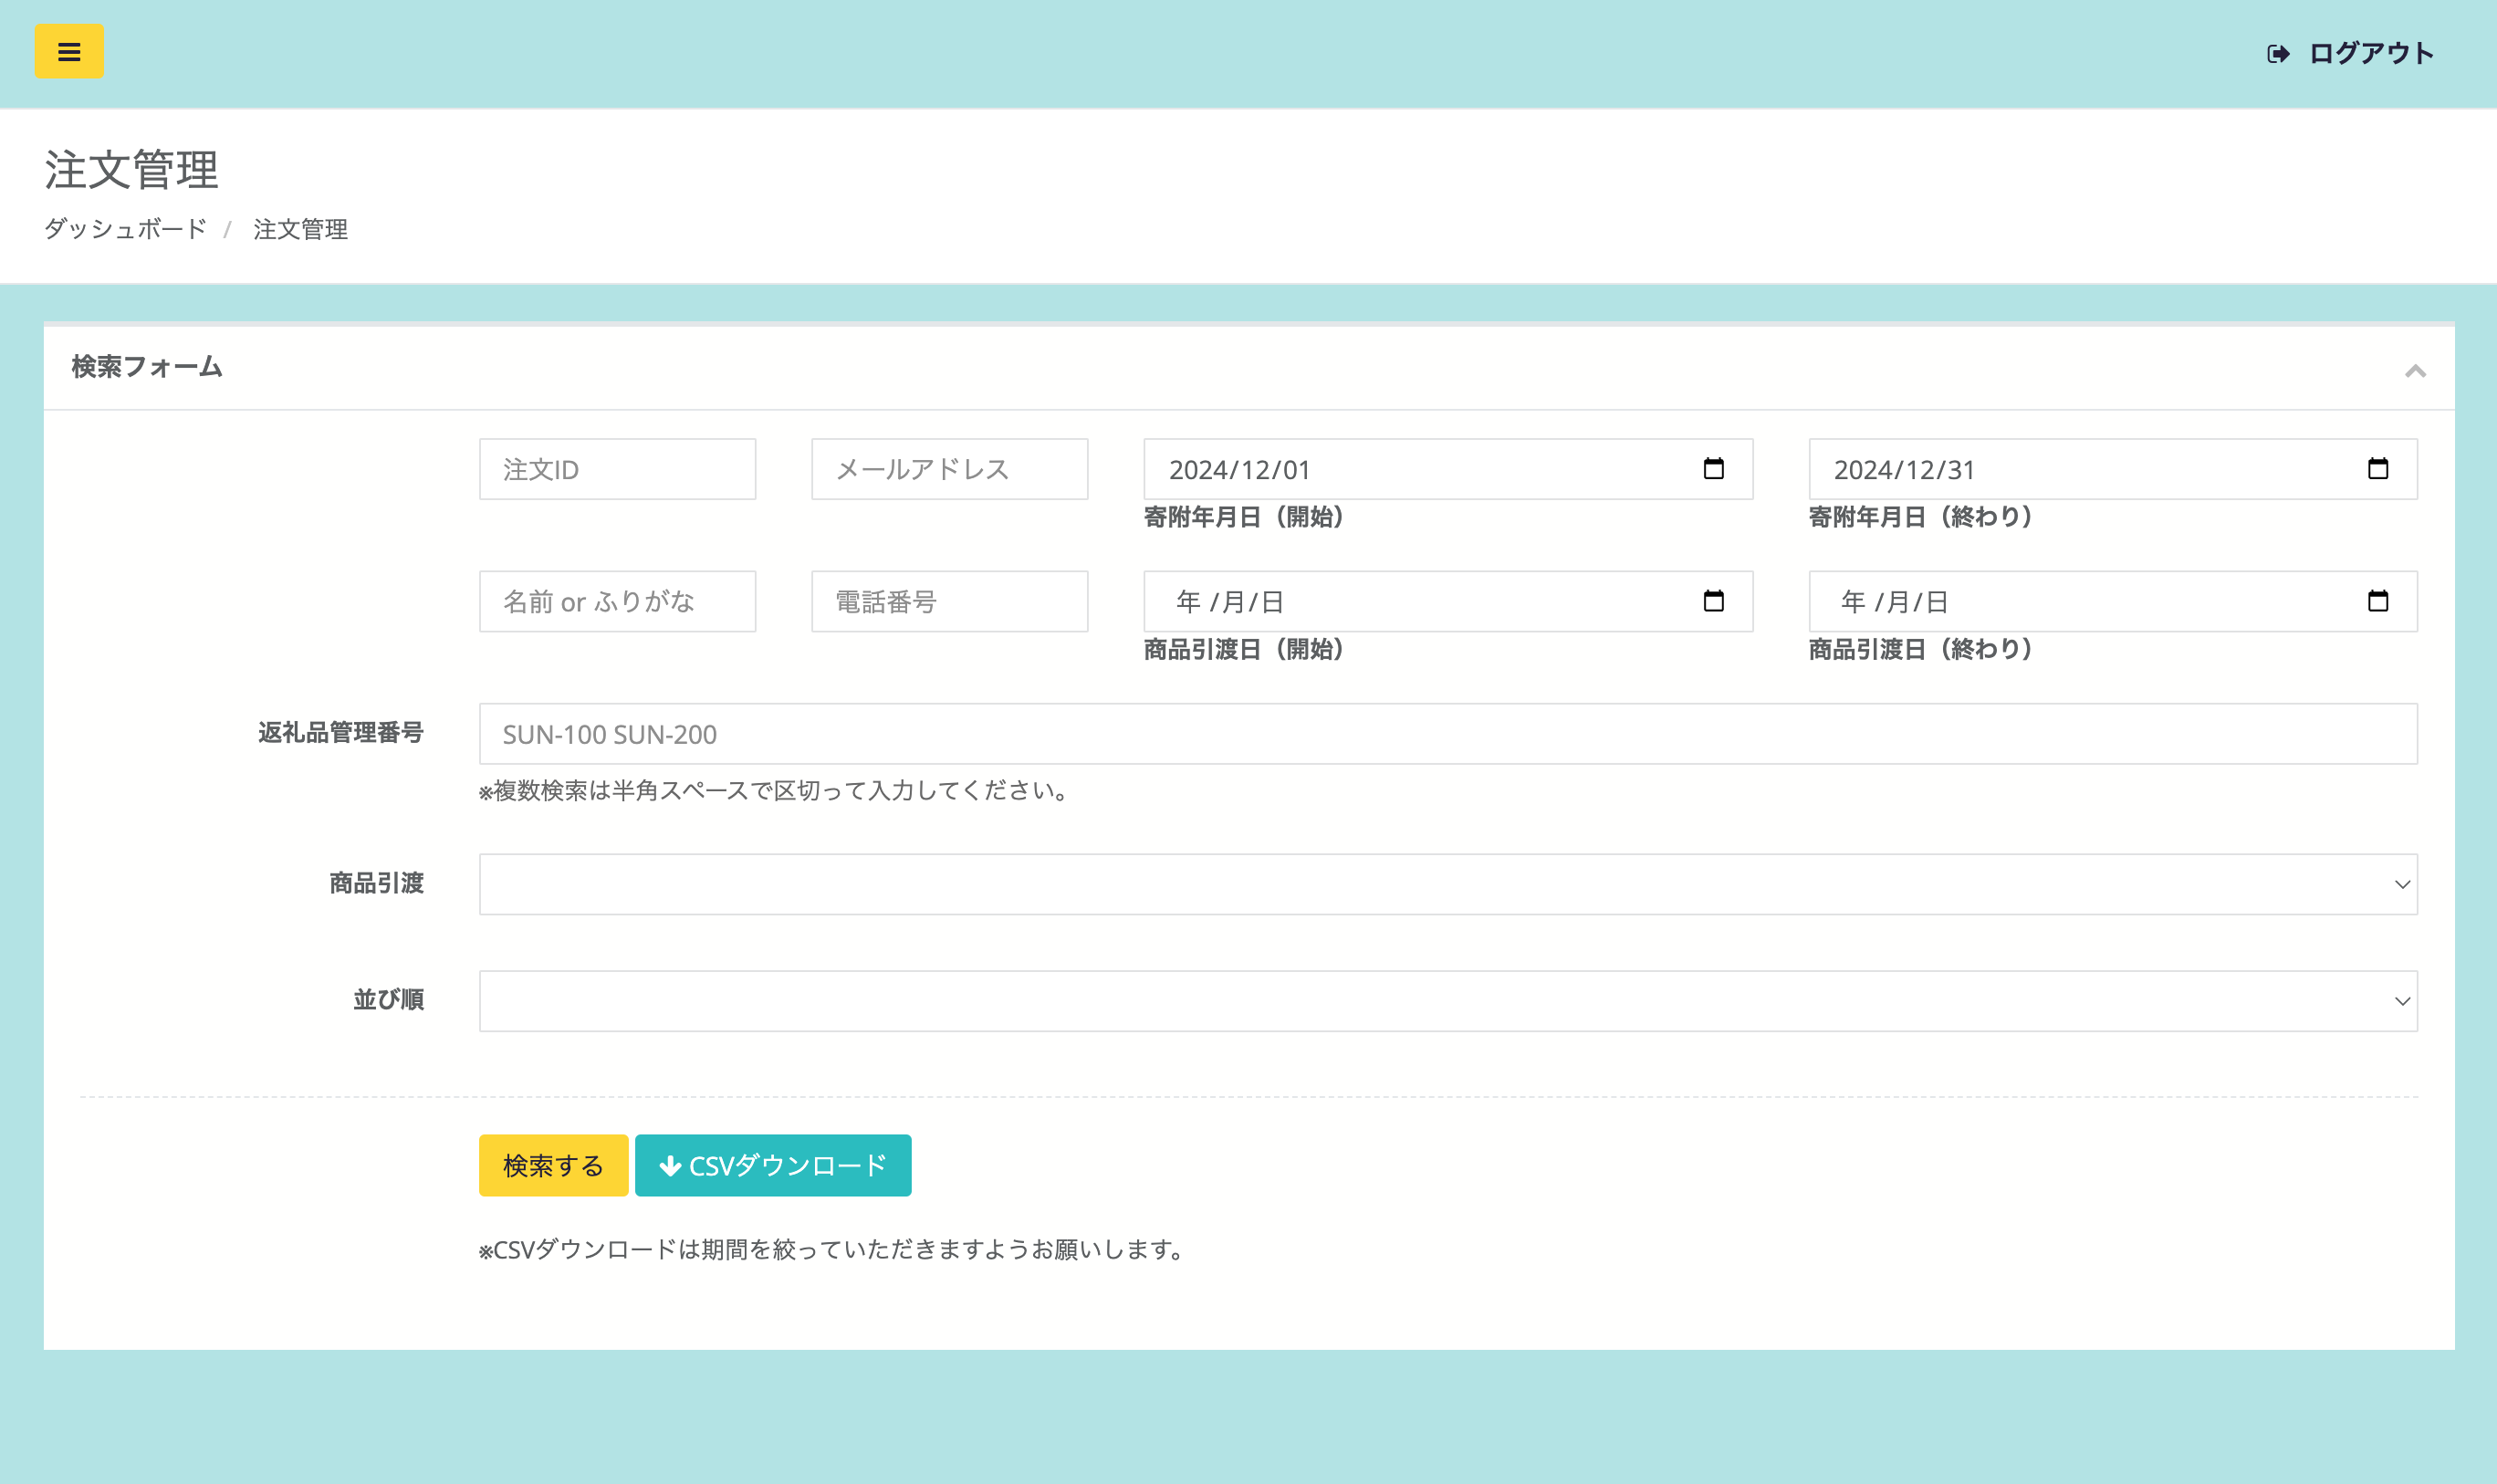 ログアウト
注文管理
ダッシュボード / 注文管理
検索フォーム
注文ID メールアドレス 2024/12/01 2024/12/31
寄附年月日（開始） 寄附年月日（終わり）
名前 or ふりがな 電話番号 年 /月/日 年 /月/日
商品引渡日（開始） 商品引渡日（終わり）
返礼品管理番号 SUN-100 SUN-200
※複数検索は半角スペースで区切って入力してください。
商品引渡
並び順
検索する CSVダウンロード
※CSVダウンロードは期間を絞っていただきますようお願いします。